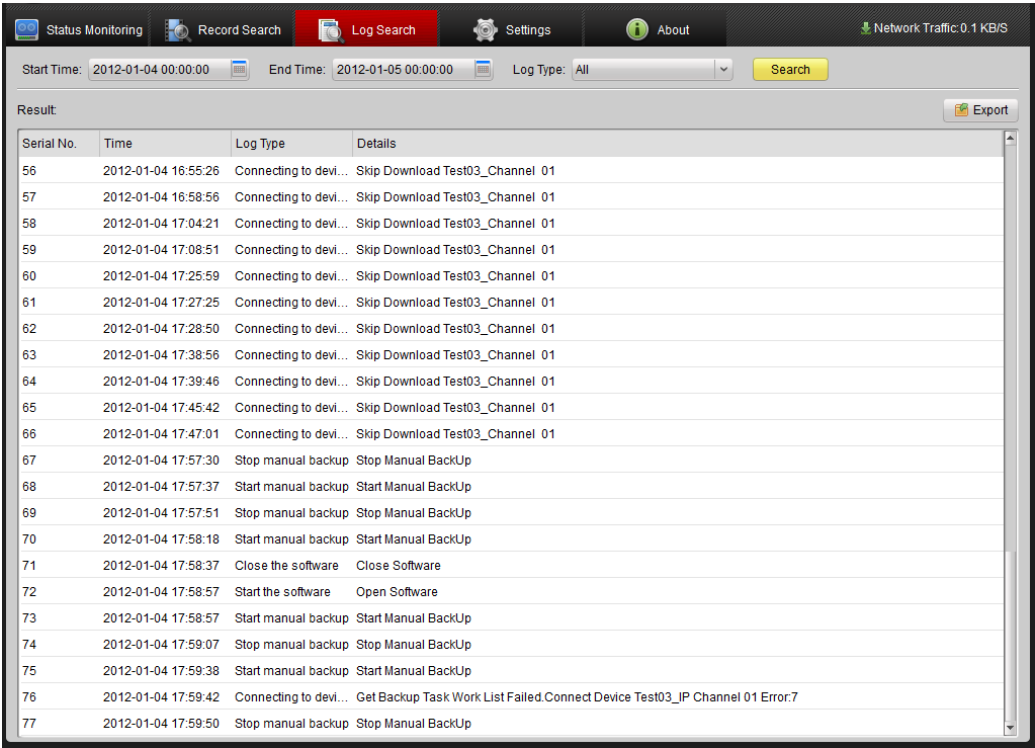 Status Monitoring Record Search Log Search Settings About Network Traffic:0.1 KB/S
Start Time: 2012-01-04 00:00:00 End Time: 2012-01-05 00:00:00 Log Type: All Search
Result: Export
Serial No. Time Log Type Details
56 2012-01-04 16:55:26 Connecting to devi... Skip Download Test03_Channel 01
57 2012-01-04 16:58:56 Connecting to devi... Skip Download Test03_Channel 01
58 2012-01-04 17:04:21 Connecting to devi... Skip Download Test03_Channel 01
59 2012-01-04 17:08:51 Connecting to devi... Skip Download Test03_Channel 01
60 2012-01-04 17:25:59 Connecting to devi... Skip Download Test03_Channel 01
61 2012-01-04 17:27:25 Connecting to devi... Skip Download Test03_Channel 01
62 2012-01-04 17:28:50 Connecting to devi... Skip Download Test03_Channel 01
63 2012-01-04 17:38:56 Connecting to devi... Skip Download Test03_Channel 01
64 2012-01-04 17:39:46 Connecting to devi... Skip Download Test03_Channel 01
65 2012-01-04 17:45:42 Connecting to devi... Skip Download Test03_Channel 01
66 2012-01-04 17:47:01 Connecting to devi... Skip Download Test03_Channel 01
67 2012-01-04 17:57:30 Stop manual backup Stop Manual BackUp
68 2012-01-04 17:57:37 Start manual backup Start Manual BackUp
69 2012-01-04 17:57:51 Stop manual backup Stop Manual BackUp
70 2012-01-04 17:58:18 Start manual backup Start Manual BackUp
71 2012-01-04 17:58:37 Close the software Close Software
72 2012-01-04 17:58:57 Start the software Open Software
73 2012-01-04 17:58:57 Start manual backup Start Manual BackUp
74 2012-01-04 17:59:07 Stop manual backup Stop Manual BackUp
75 2012-01-04 17:59:38 Start manual backup Start Manual BackUp
76 2012-01-04 17:59:42 Connecting to devi... Get Backup Task Work List Failed.Connect Device Test03_IP Channel 01 Error:7
77 2012-01-04 17:59:50 Stop manual backup Stop Manual BackUp